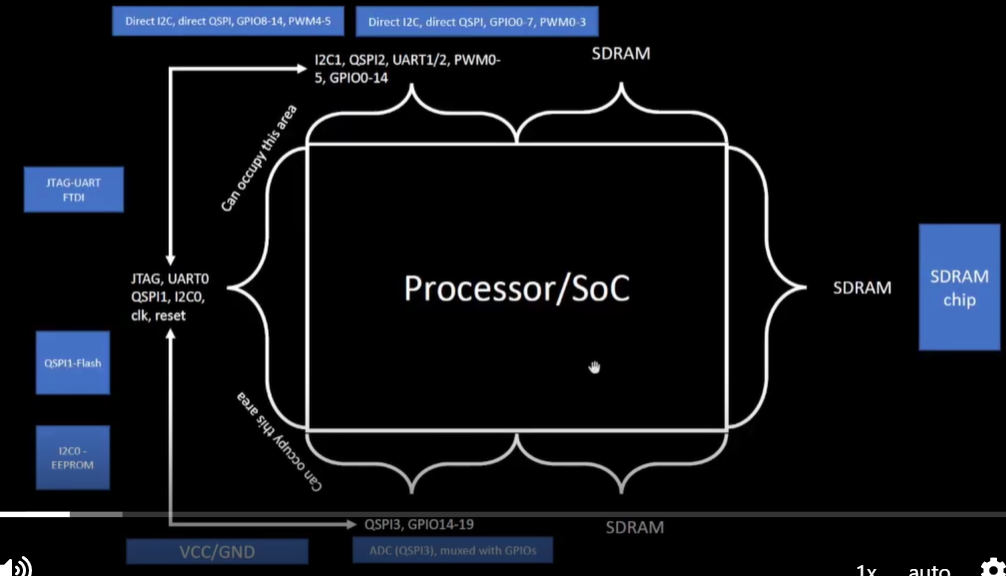 Direct I2C, direct QSPI, GPIO8-14, PWM4-5
Direct I2C, direct QSPI, GPIO0-7, PWM0-3
I2C1, QSPI2, UART1/2, PWM0-
5, GPIO0-14
SDRAM
Can occupy this area
JTAG-UART
FTDI
JTAG, UART0
QSPI1, I2C0,
clk, reset
Processor/SoC
SDRAM
SDRAM
chip
QSPI1-Flash
I2C0 -
EEPROM
Can occupy this area
QSPI3, GPIO14-19
SDRAM
VCC/GND
ADC (QSPI3), muxed with GPIOs
1x
auto